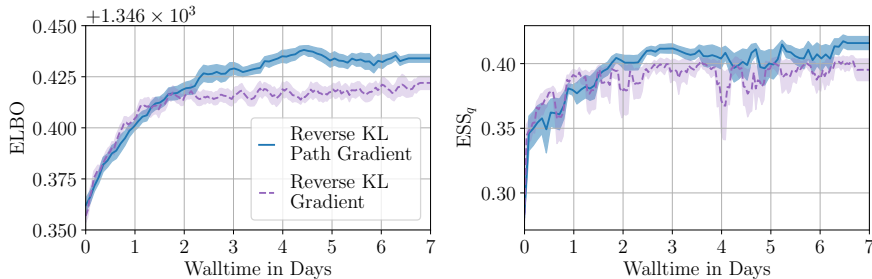 +1.346 × 10³
ELBO
0.450
0.425
0.400
0.375
0.350
0 1 2 3 4 5 6 7
Walltime in Days
Reverse KL
Path Gradient
Reverse KL
Gradient
ESSq
0.40
0.35
0.30
0 1 2 3 4 5 6 7
Walltime in Days